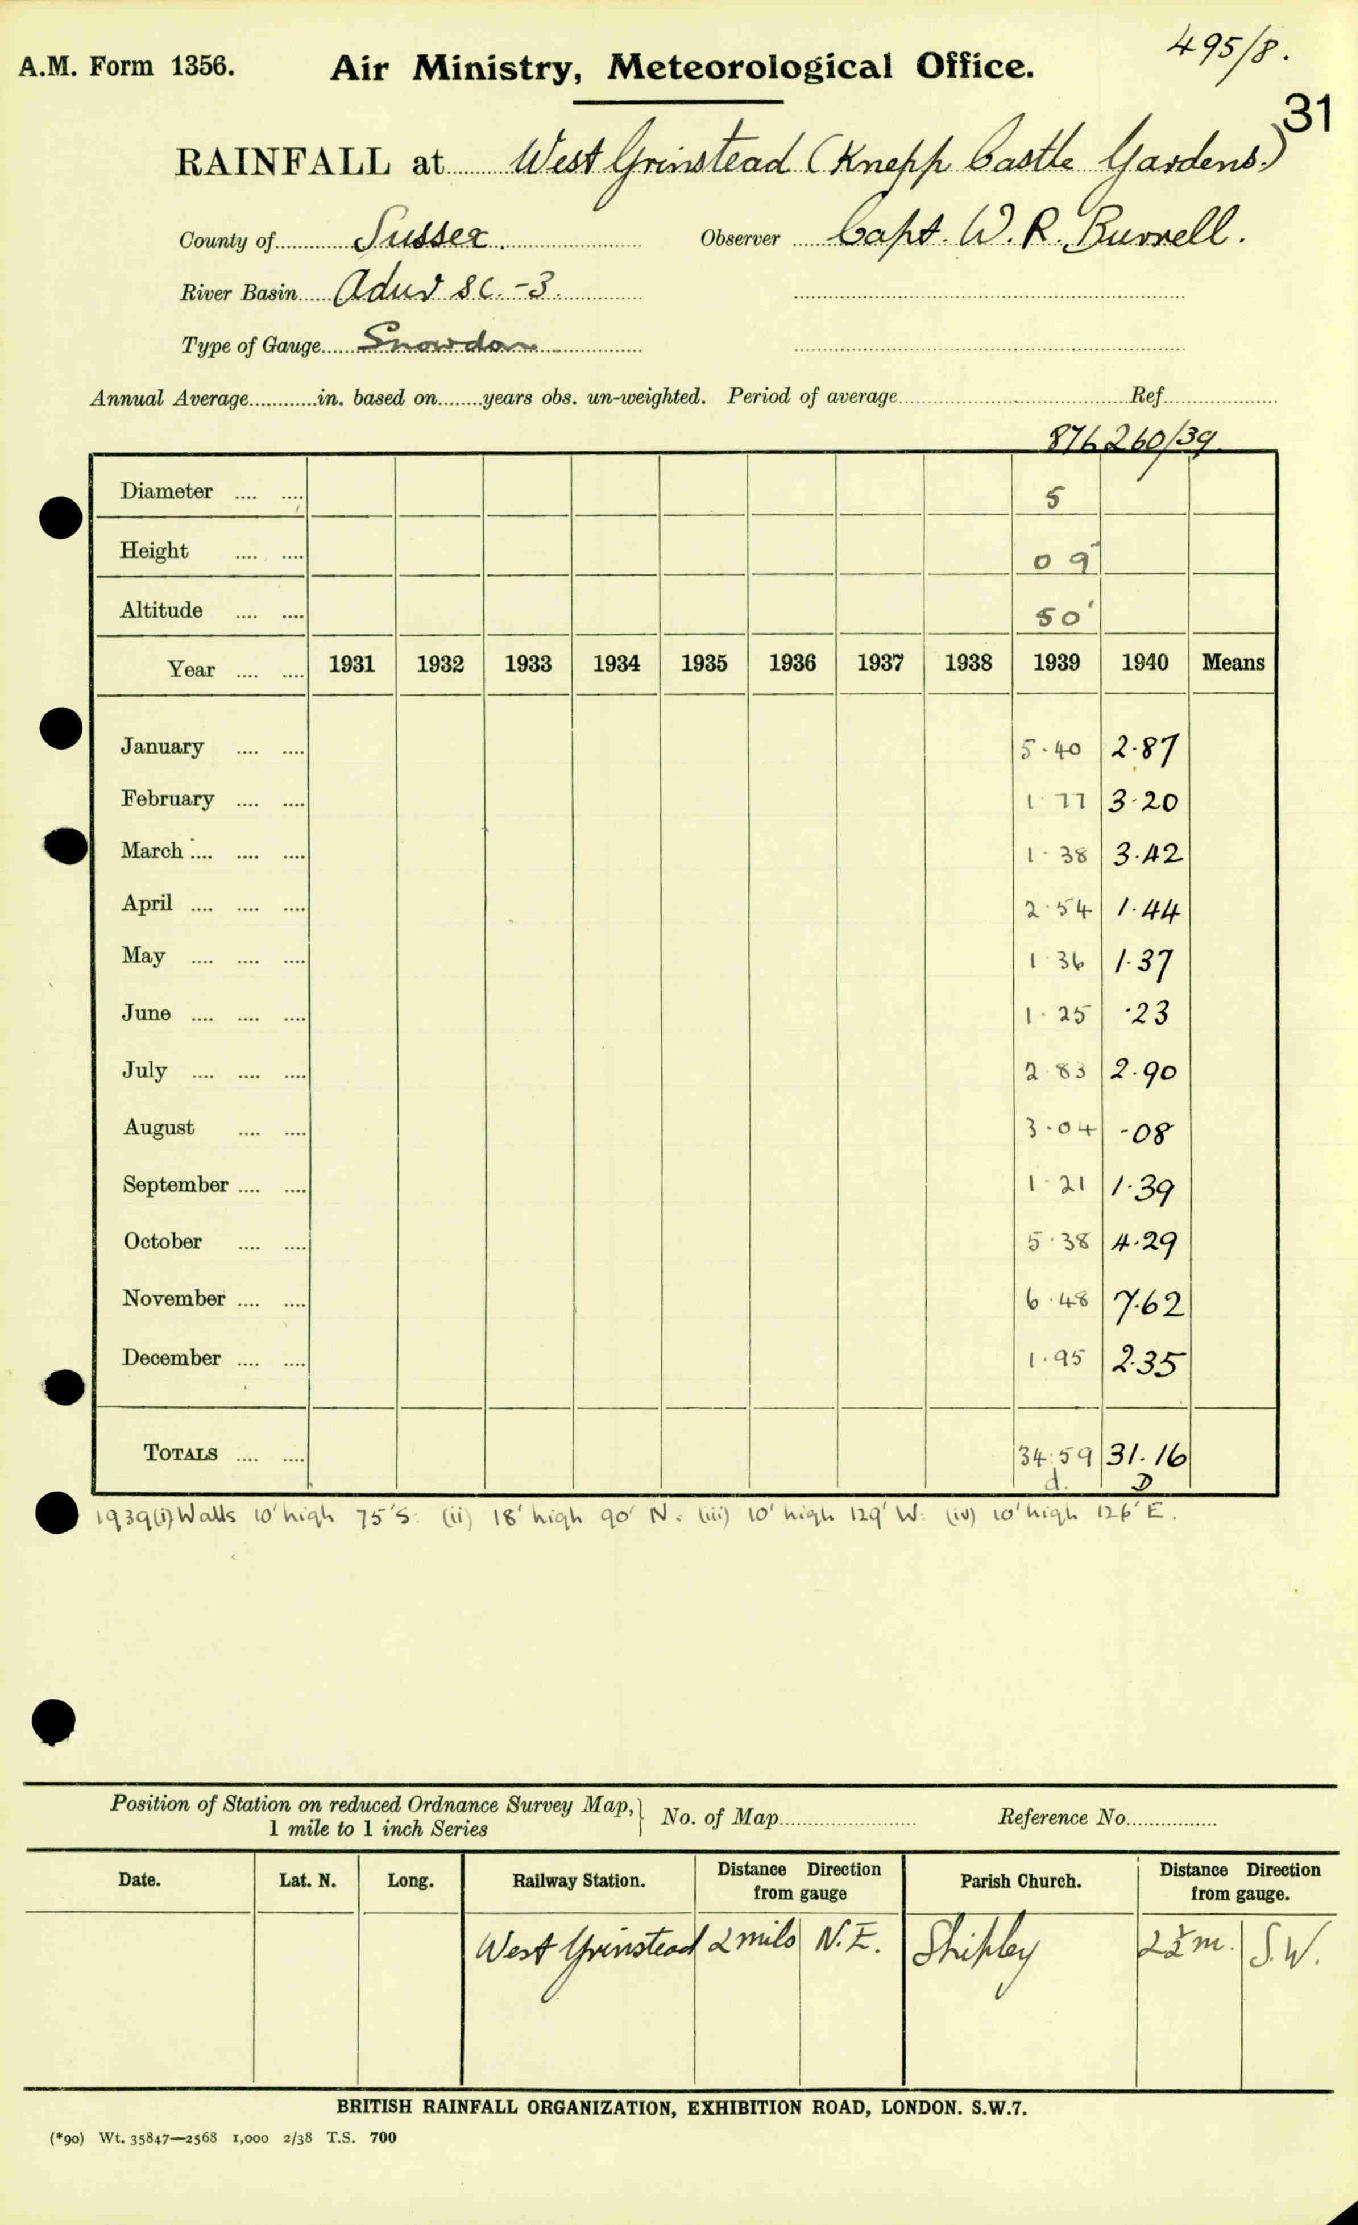 495/8.
A.M. Form 1356. Air Ministry, Meteorological Office.
31
RAINFALL at West Grinstead (Knepp Castle Gardens.)
County of Sussex. Observer Capt. W. R. Burrell.
River Basin Adur SC.-3.
Type of Gauge Snowdon
Annual Average............in. based on........years obs. un-weighted. Period of average Ref.
876260/39
Diameter .... .... 5
Height .... .... 0 9"
Altitude .... .... 50'
Year .... .... 1931 1932 1933 1934 1935 1936 1937 1938 1939 1940 Means
January .... .... 5.40 2.87
February .... .... 1.77 3.20
March .... .... .... 1.38 3.42
April .... .... .... 2.54 1.44
May .... .... .... 1.36 1.37
June .... .... .... 1.25 .23
July .... .... .... 2.83 2.90
August .... .... 3.04 .08
September .... .... 1.21 1.39
October .... .... 5.38 4.29
November .... .... 6.48 7.62
December .... .... 1.95 2.35
TOTALS .... .... 34.59 31.16
d. D
1939(i) Walls 10' high 75'S. (ii) 18' high 90' N. (iii) 10' high 129' W. (iv) 10' high 126' E.
Position of Station on reduced Ordnance Survey Map,} No. of Map Reference No.
1 mile to 1 inch Series
Date. Lat. N. Long. Railway Station. Distance Direction from gauge Parish Church. Distance Direction from gauge.
West Grinstead 2 mils N.E. Shipley 2½ m. S.W.
BRITISH RAINFALL ORGANIZATION, EXHIBITION ROAD, LONDON. S.W.7.
(*90) Wt. 35847—2568 1,000 2/38 T.S. 700